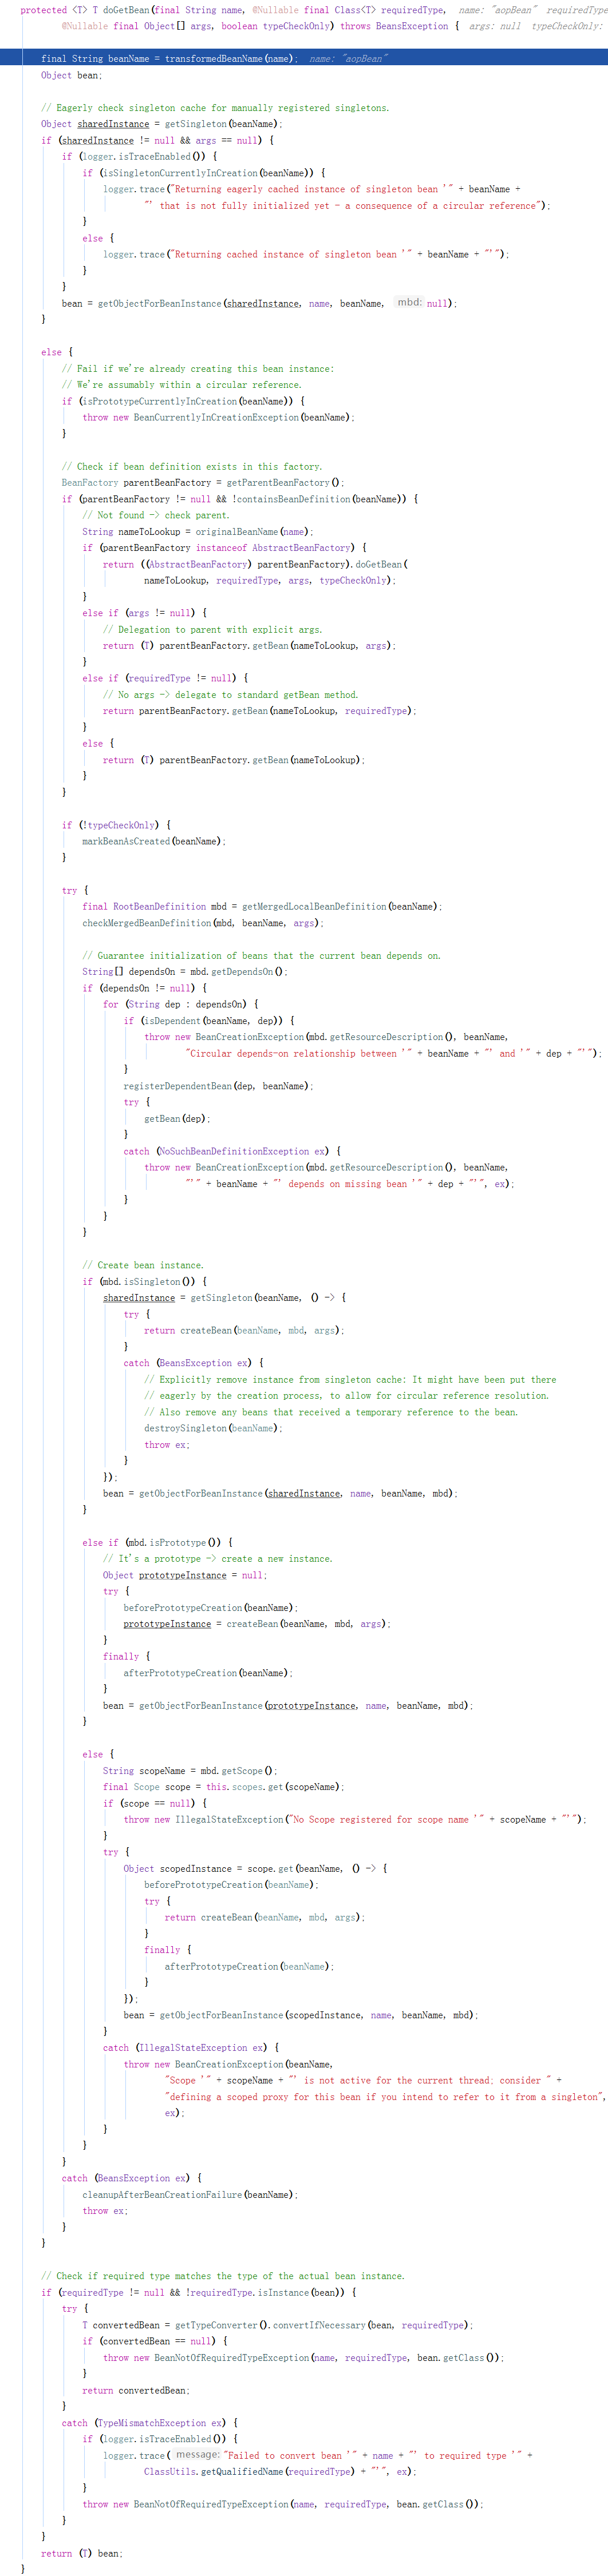 protected <T> T doGetBean(final String name, @Nullable final Class<T> requiredType,  name: "aopBean"  requiredType
        @Nullable final Object[] args, boolean typeCheckOnly) throws BeansException {  args: null  typeCheckOnly:
    final String beanName = transformedBeanName(name);  name: "aopBean"
    Object bean;
    // Eagerly check singleton cache for manually registered singletons.
    Object sharedInstance = getSingleton(beanName);
    if (sharedInstance != null && args == null) {
        if (logger.isTraceEnabled()) {
            if (isSingletonCurrentlyInCreation(beanName)) {
                logger.trace("Returning eagerly cached instance of singleton bean '" + beanName +
                        "' that is not fully initialized yet - a consequence of a circular reference");
            }
            else {
                logger.trace("Returning cached instance of singleton bean '" + beanName + "'");
            }
        }
        bean = getObjectForBeanInstance(sharedInstance, name, beanName,  mbd: null);
    }
    else {
        // Fail if we're already creating this bean instance:
        // We're assumably within a circular reference.
        if (isPrototypeCurrentlyInCreation(beanName)) {
            throw new BeanCurrentlyInCreationException(beanName);
        }
        // Check if bean definition exists in this factory.
        BeanFactory parentBeanFactory = getParentBeanFactory();
        if (parentBeanFactory != null && !containsBeanDefinition(beanName)) {
            // Not found -> check parent.
            String nameToLookup = originalBeanName(name);
            if (parentBeanFactory instanceof AbstractBeanFactory) {
                return ((AbstractBeanFactory) parentBeanFactory).doGetBean(
                        nameToLookup, requiredType, args, typeCheckOnly);
            }
            else if (args != null) {
                // Delegation to parent with explicit args.
                return (T) parentBeanFactory.getBean(nameToLookup, args);
            }
            else if (requiredType != null) {
                // No args -> delegate to standard getBean method.
                return parentBeanFactory.getBean(nameToLookup, requiredType);
            }
            else {
                return (T) parentBeanFactory.getBean(nameToLookup);
            }
        }
        if (!typeCheckOnly) {
            markBeanAsCreated(beanName);
        }
        try {
            final RootBeanDefinition mbd = getMergedLocalBeanDefinition(beanName);
            checkMergedBeanDefinition(mbd, beanName, args);
            // Guarantee initialization of beans that the current bean depends on.
            String[] dependsOn = mbd.getDependsOn();
            if (dependsOn != null) {
                for (String dep : dependsOn) {
                    if (isDependent(beanName, dep)) {
                        throw new BeanCreationException(mbd.getResourceDescription(), beanName,
                                "Circular depends-on relationship between '" + beanName + "' and '" + dep + "'");
                    }
                    registerDependentBean(dep, beanName);
                    try {
                        getBean(dep);
                    }
                    catch (NoSuchBeanDefinitionException ex) {
                        throw new BeanCreationException(mbd.getResourceDescription(), beanName,
                                "'" + beanName + "' depends on missing bean '" + dep + "'", ex);
                    }
                }
            }
            // Create bean instance.
            if (mbd.isSingleton()) {
                sharedInstance = getSingleton(beanName, () -> {
                    try {
                        return createBean(beanName, mbd, args);
                    }
                    catch (BeansException ex) {
                        // Explicitly remove instance from singleton cache: It might have been put there
                        // eagerly by the creation process, to allow for circular reference resolution.
                        // Also remove any beans that received a temporary reference to the bean.
                        destroySingleton(beanName);
                        throw ex;
                    }
                });
                bean = getObjectForBeanInstance(sharedInstance, name, beanName, mbd);
            }
            else if (mbd.isPrototype()) {
                // It's a prototype -> create a new instance.
                Object prototypeInstance = null;
                try {
                    beforePrototypeCreation(beanName);
                    prototypeInstance = createBean(beanName, mbd, args);
                }
                finally {
                    afterPrototypeCreation(beanName);
                }
                bean = getObjectForBeanInstance(prototypeInstance, name, beanName, mbd);
            }
            else {
                String scopeName = mbd.getScope();
                final Scope scope = this.scopes.get(scopeName);
                if (scope == null) {
                    throw new IllegalStateException("No Scope registered for scope name '" + scopeName + "'");
                }
                try {
                    Object scopedInstance = scope.get(beanName, () -> {
                        beforePrototypeCreation(beanName);
                        try {
                            return createBean(beanName, mbd, args);
                        }
                        finally {
                            afterPrototypeCreation(beanName);
                        }
                    });
                    bean = getObjectForBeanInstance(scopedInstance, name, beanName, mbd);
                }
                catch (IllegalStateException ex) {
                    throw new BeanCreationException(beanName,
                            "Scope '" + scopeName + "' is not active for the current thread; consider " +
                            "defining a scoped proxy for this bean if you intend to refer to it from a singleton",
                            ex);
                }
            }
        }
        catch (BeansException ex) {
            cleanupAfterBeanCreationFailure(beanName);
            throw ex;
        }
    }
    // Check if required type matches the type of the actual bean instance.
    if (requiredType != null && !requiredType.isInstance(bean)) {
        try {
            T convertedBean = getTypeConverter().convertIfNecessary(bean, requiredType);
            if (convertedBean == null) {
                throw new BeanNotOfRequiredTypeException(name, requiredType, bean.getClass());
            }
            return convertedBean;
        }
        catch (TypeMismatchException ex) {
            if (logger.isTraceEnabled()) {
                logger.trace( message: "Failed to convert bean '" + name + "' to required type '" +
                        ClassUtils.getQualifiedName(requiredType) + "'", ex);
            }
            throw new BeanNotOfRequiredTypeException(name, requiredType, bean.getClass());
        }
    }
    return (T) bean;
}